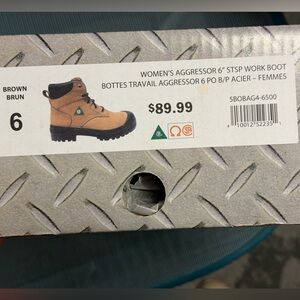 WOMEN'S AGGRESSOR 6" STSP WORK BOOT
BOTTES TRAVAIL AGGRESSOR 6 PO B/P ACIER – FEMMES
BROWN
BRUN
6
$89.99
SBOBAG4-6500